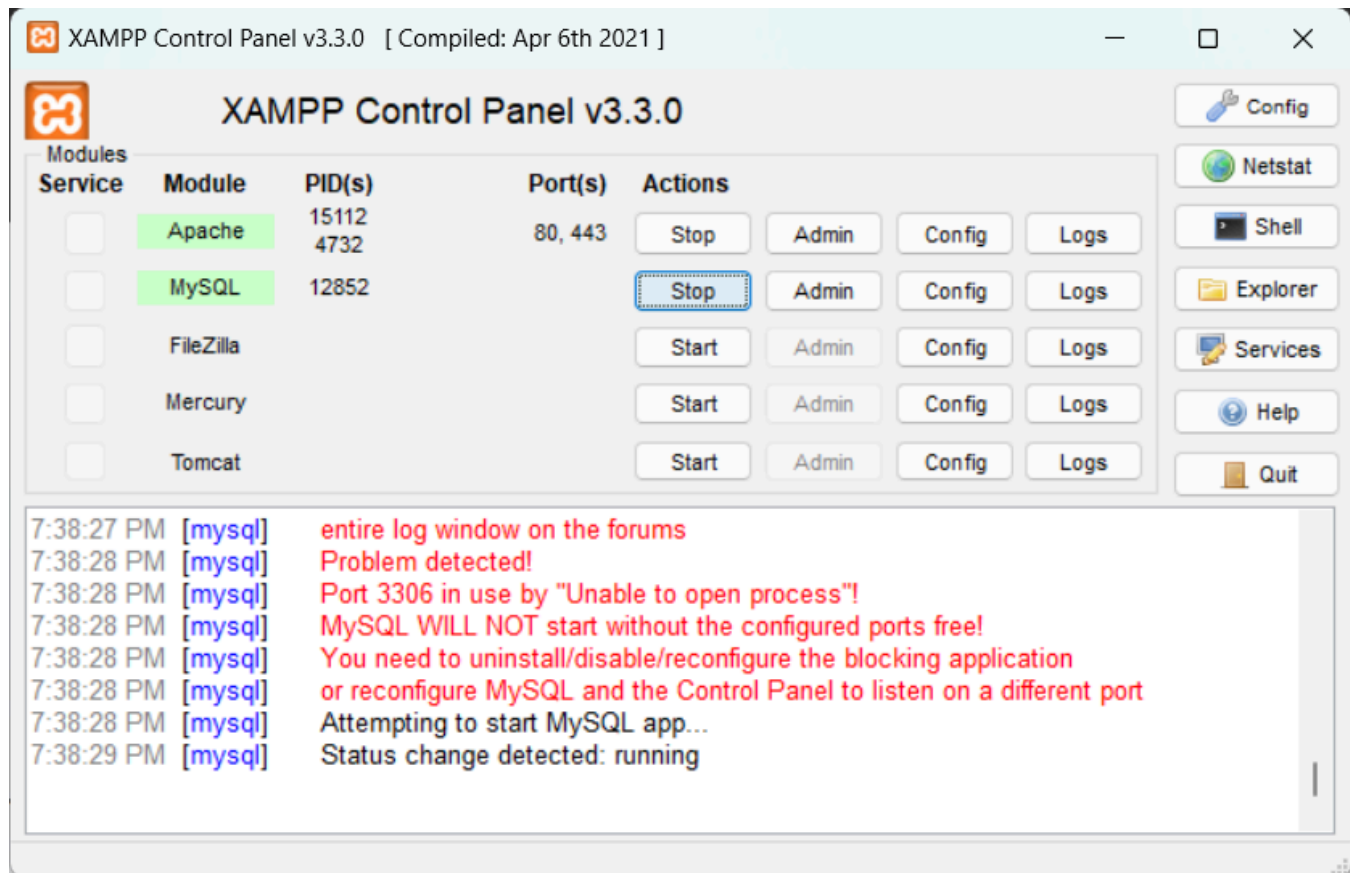 XAMPP Control Panel v3.3.0 [ Compiled: Apr 6th 2021 ]
XAMPP Control Panel v3.3.0
Config
Modules
Service Module PID(s) Port(s) Actions
Netstat
Apache 15112 4732 80, 443 Stop Admin Config Logs
Shell
MySQL 12852 Stop Admin Config Logs
Explorer
FileZilla Start Admin Config Logs
Services
Mercury Start Admin Config Logs
Help
Tomcat Start Admin Config Logs
Quit
7:38:27 PM [mysql] entire log window on the forums
7:38:28 PM [mysql] Problem detected!
7:38:28 PM [mysql] Port 3306 in use by "Unable to open process"!
7:38:28 PM [mysql] MySQL WILL NOT start without the configured ports free!
7:38:28 PM [mysql] You need to uninstall/disable/reconfigure the blocking application
7:38:28 PM [mysql] or reconfigure MySQL and the Control Panel to listen on a different port
7:38:28 PM [mysql] Attempting to start MySQL app...
7:38:29 PM [mysql] Status change detected: running